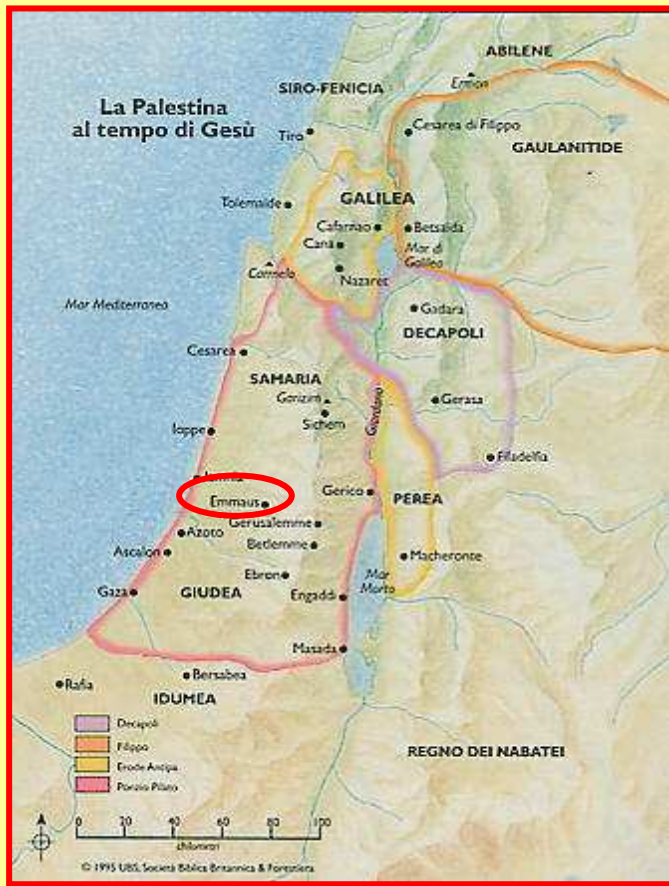 La Palestina
al tempo di Gesù
ABILENE
SIRO-FENICIA
Ermon
Tiro
Cesarea di Filippo
GAULANITIDE
GALILEA
Tolemaide
Cafarnao
Betsaida
Cana
Mar di
Galilea
Carmelo
Nazaret
Mar Mediterraneo
Gadara
DECAPOLI
Cesarea
SAMARIA
Garizim
Sichem
Gerasa
Giordano
Ioppe
Filadelfia
Emmaus
Gerico
PEREA
Gerusalemme
Azoto
Betlemme
Ascalon
Macheronte
Ebron
Mar
Morto
Gaza
GIUDEA
Engaddi
Masada
Bersabea
Rafia
IDUMEA
Decapoli
Filippo
Erode Antipa
Ponzio Pilato
REGNO DEI NABATEI
0 20 40 60 80 100
chilometri
© 1995 UBS, Società Biblica Britannica & Forestiera